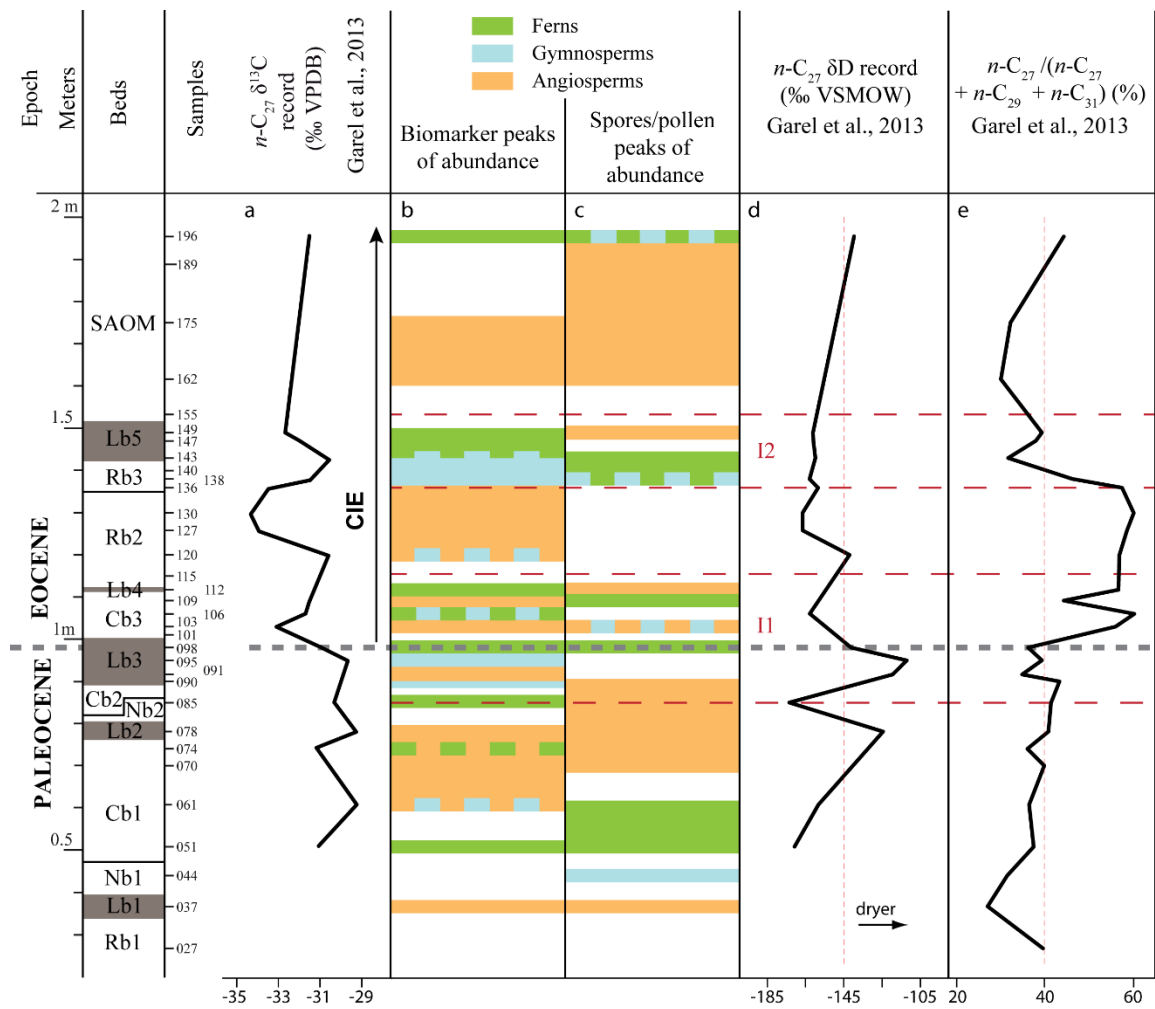 Ferns
Gymnosperms
Angiosperms
Epoch
Meters
Beds
Samples
n-C27 δ13C
record
(‰ VPDB)
Garel et al., 2013
Biomarker peaks
of abundance
Spores/pollen
peaks of
abundance
n-C27 δD record
(‰ VSMOW)
Garel et al., 2013
n-C27 /(n-C27
+ n-C29 + n-C31) (%)
Garel et al., 2013
2 m
a
b
c
d
e
196
189
SAOM
175
162
155
1.5
149
Lb5
147
I2
143
Rb3
140
138
136
CIE
130
Rb2
127
EOCENE
120
115
Lb4
112
109
Cb3
106
103
I1
1m
101
098
Lb3
095
091
090
Cb2
Nb2
085
Lb2
078
PALEOCENE
074
070
Cb1
061
0.5
051
Nb1
044
Lb1
037
dryer
Rb1
027
-35 -33 -31 -29
-185 -145 -105
20 40 60